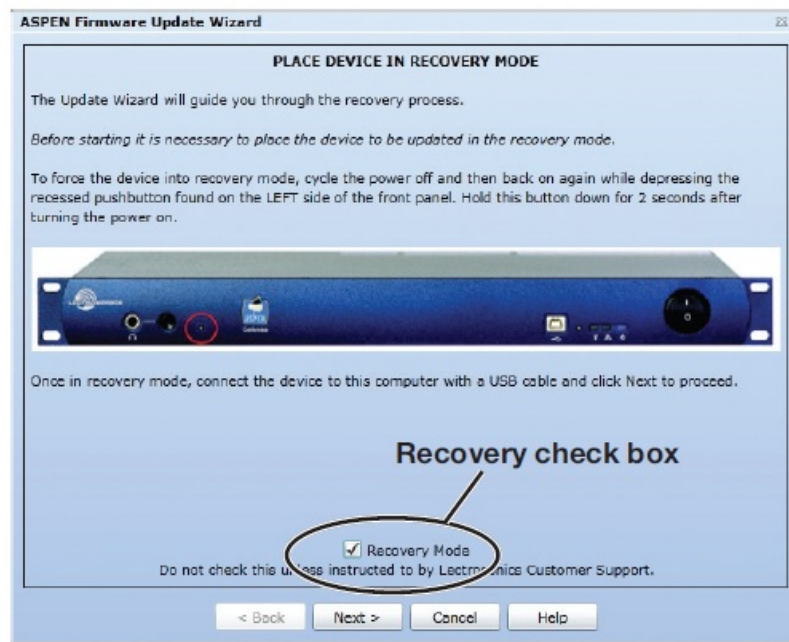 ASPEN Firmware Update Wizard
PLACE DEVICE IN RECOVERY MODE
The Update Wizard will guide you through the recovery process.
Before starting it is necessary to place the device to be updated in the recovery mode.
To force the device into recovery mode, cycle the power off and then back on again while depressing the
recessed pushbutton found on the LEFT side of the front panel. Hold this button down for 2 seconds after
turning the power on.
ASPEN
Once in recovery mode, connect the device to this computer with a USB cable and click Next to proceed.
Recovery check box
Recovery Mode
Do not check this unless instructed to by Lectrosonics Customer Support.
< Back Next > Cancel Help